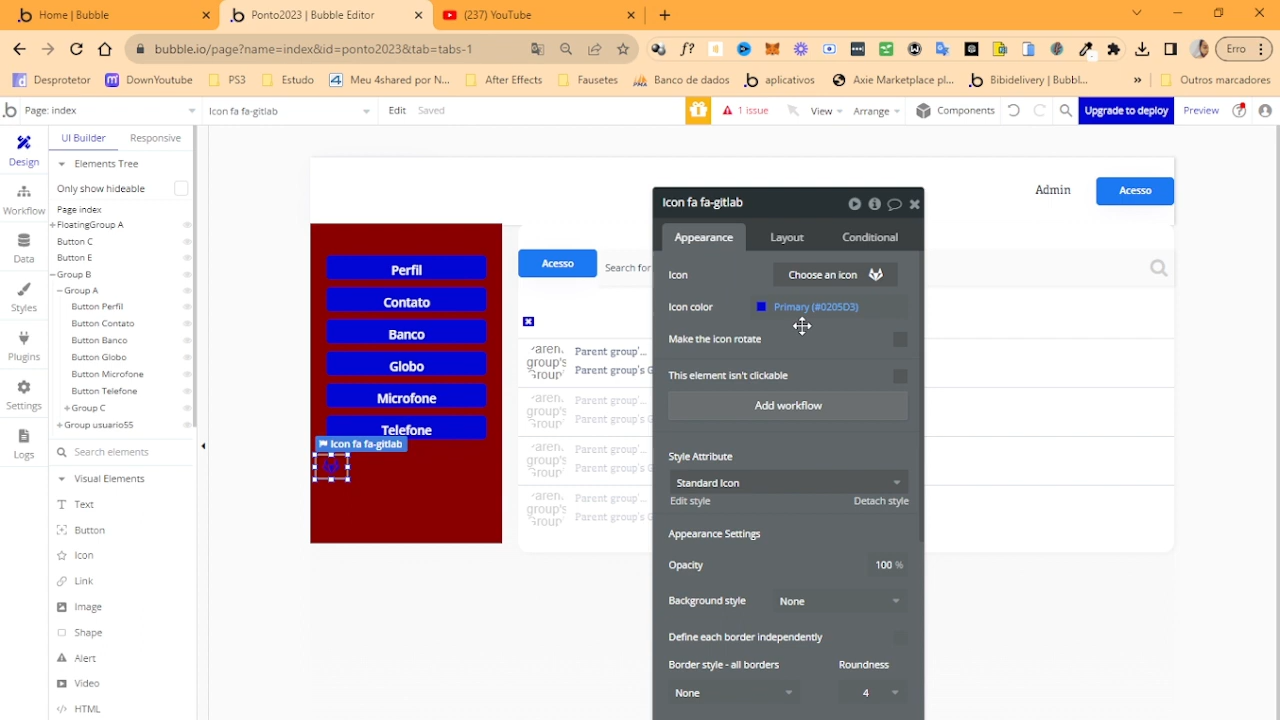 Home | Bubble
Ponto2023 | Bubble Editor
(237) YouTube
bubble.io/page?name=index&id=ponto2023&tab=tabs-1
Erro
Desprotetor
DownYoutube
PS3
Estudo
Meu 4shared por N...
After Effects
Fausetes
Banco de dados
aplicativos
Axie Marketplace pl...
Bibidelivery | Bubbl...
»
Outros marcadores
Page: index
Icon fa fa-gitlab
Edit
Saved
1 issue
View
Arrange
Components
Upgrade to deploy
Preview
Design
Workflow
Data
Styles
Plugins
Settings
Logs
UI Builder
Responsive
Elements Tree
Only show hideable
Page index
FloatingGroup A
Button C
Button E
Group B
Group A
Button Perfil
Button Contato
Button Banco
Button Globo
Button Microfone
Button Telefone
Group C
Group usuario55
Search elements
Visual Elements
Text
Button
Icon
Link
Image
Shape
Alert
Video
HTML
Perfil
Contato
Banco
Globo
Microfone
Telefone
Icon fa fa-gitlab
Admin
Acesso
Acesso
Search for
Parent group'...
Parent group's G
Parent group'...
Parent group's G
Parent group'...
Parent group's G
Parent group'...
Parent group's G
Icon fa fa-gitlab
Appearance
Layout
Conditional
Icon
Choose an icon
Icon color
Primary (#0205D3)
Make the icon rotate
This element isn't clickable
Add workflow
Style Attribute
Standard Icon
Edit style
Detach style
Appearance Settings
Opacity
100 %
Background style
None
Define each border independently
Border style - all borders
Roundness
None
4